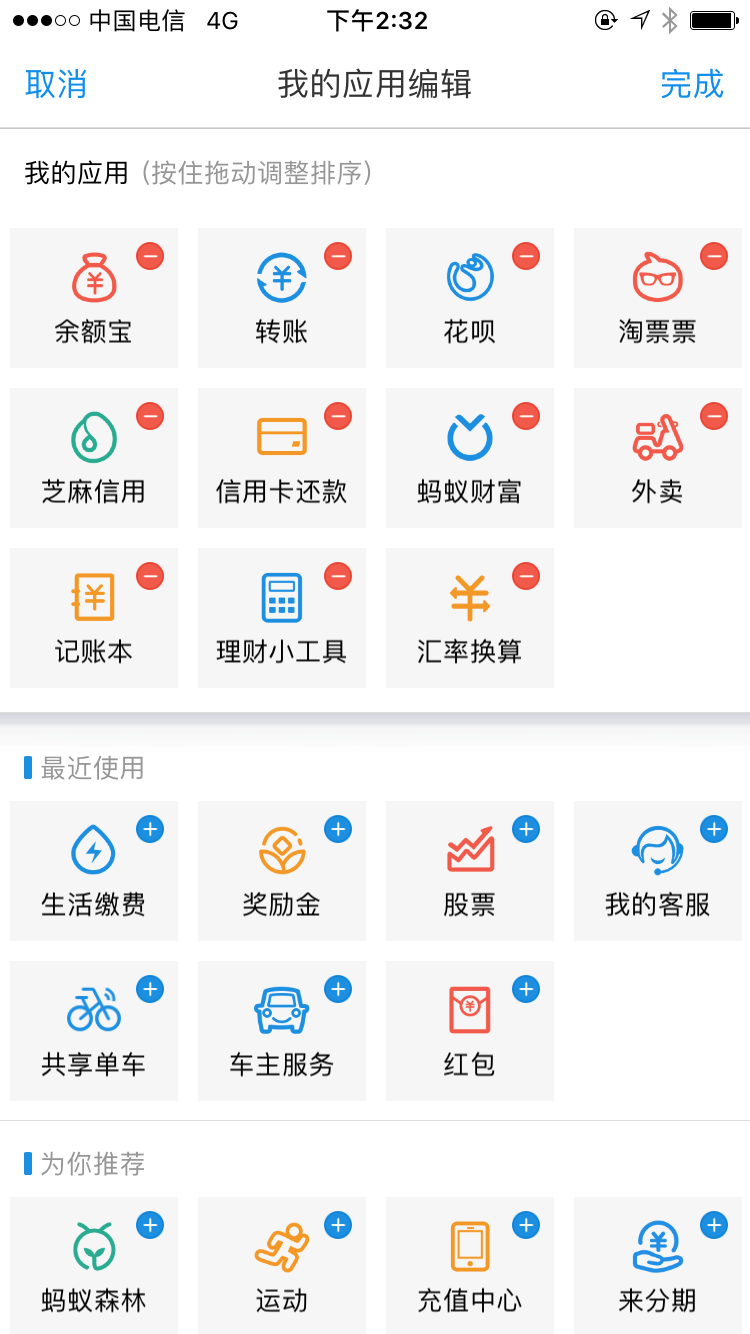 中国电信 4G 下午2:32
取消 我的应用编辑 完成
我的应用 (按住拖动调整排序)
余额宝 转账 花呗 淘票票
芝麻信用 信用卡还款 蚂蚁财富 外卖
记账本 理财小工具 汇率换算
最近使用
生活缴费 奖励金 股票 我的客服
共享单车 车主服务 红包
为你推荐
蚂蚁森林 运动 充值中心 来分期